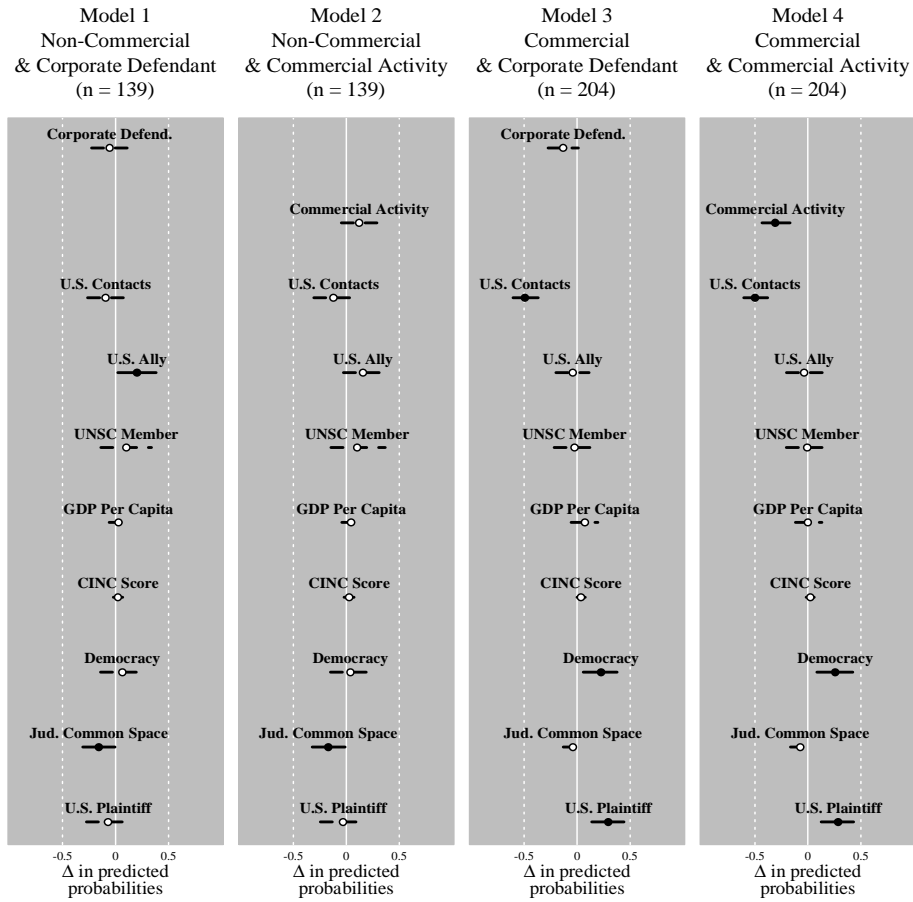 Model 1
Non-Commercial
& Corporate Defendant
(n = 139)
Corporate Defend.
U.S. Contacts
U.S. Ally
UNSC Member
GDP Per Capita
CINC Score
Democracy
Jud. Common Space
U.S. Plaintiff
-0.5 0 0.5
Δ in predicted
probabilities
Model 2
Non-Commercial
& Commercial Activity
(n = 139)
Commercial Activity
U.S. Contacts
U.S. Ally
UNSC Member
GDP Per Capita
CINC Score
Democracy
Jud. Common Space
U.S. Plaintiff
-0.5 0 0.5
Δ in predicted
probabilities
Model 3
Commercial
& Corporate Defendant
(n = 204)
Corporate Defend.
U.S. Contacts
U.S. Ally
UNSC Member
GDP Per Capita
CINC Score
Democracy
Jud. Common Space
U.S. Plaintiff
-0.5 0 0.5
Δ in predicted
probabilities
Model 4
Commercial
& Commercial Activity
(n = 204)
Commercial Activity
U.S. Contacts
U.S. Ally
UNSC Member
GDP Per Capita
CINC Score
Democracy
Jud. Common Space
U.S. Plaintiff
-0.5 0 0.5
Δ in predicted
probabilities